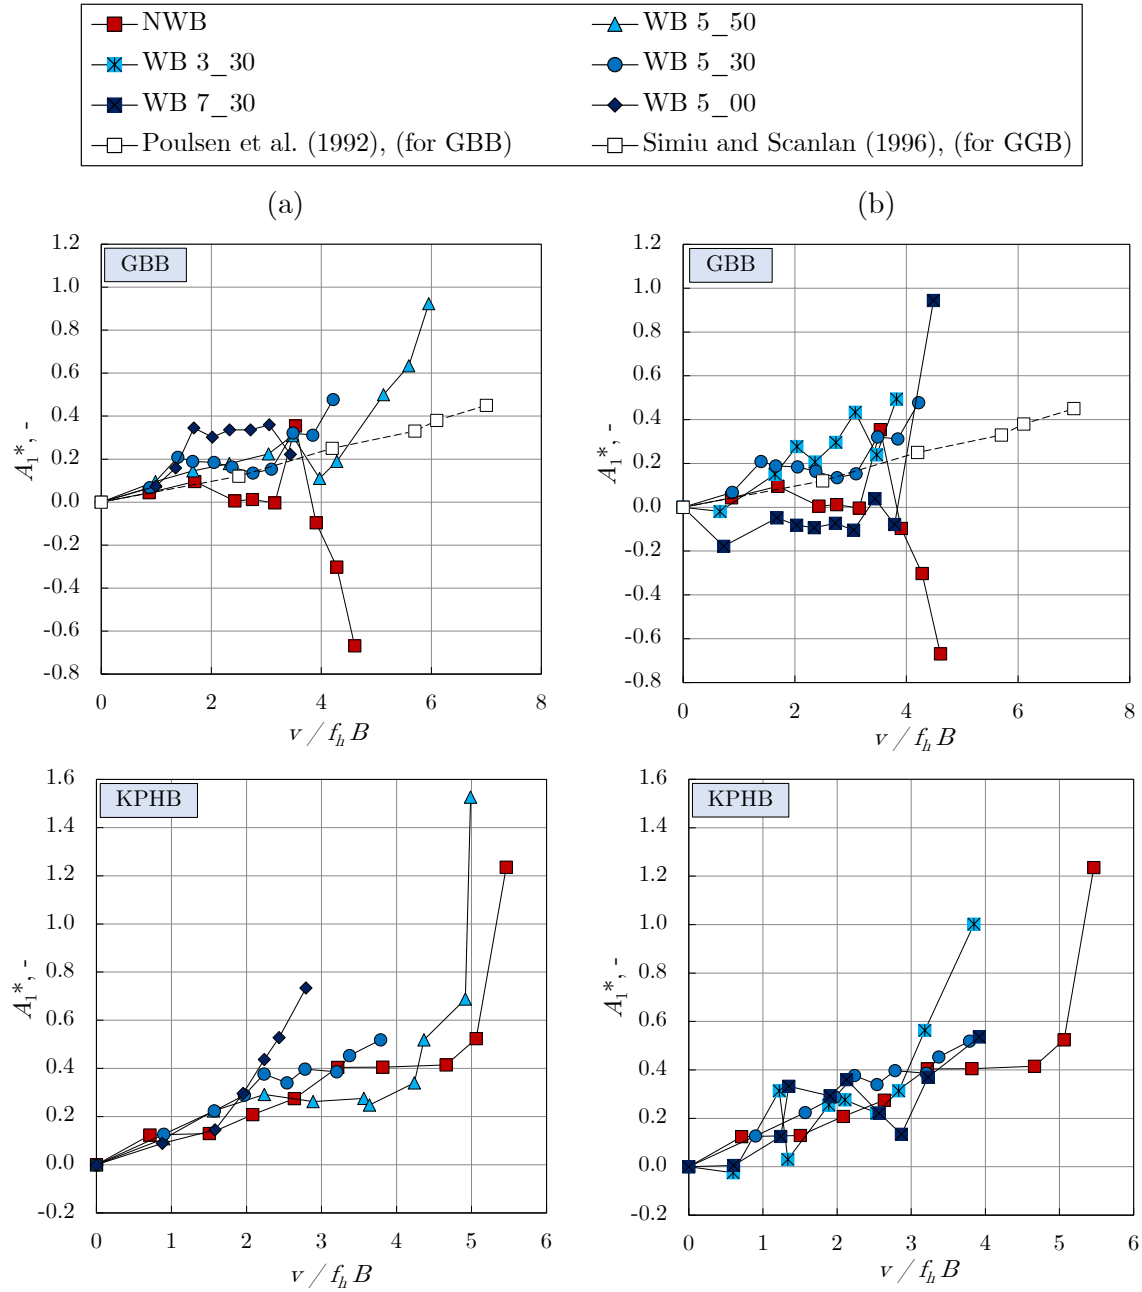 NWB
WB 5_50
WB 3_30
WB 5_30
WB 7_30
WB 5_00
Poulsen et al. (1992), (for GBB)
Simiu and Scanlan (1996), (for GGB)
(a)
(b)
GBB
1.2
1.0
0.8
0.6
0.4
0.2
0.0
-0.2
-0.4
-0.6
-0.8
A₁*, -
0 2 4 6 8
v / fₕB
GBB
1.2
1.0
0.8
0.6
0.4
0.2
0.0
-0.2
-0.4
-0.6
-0.8
A₁*, -
0 2 4 6 8
v / fₕB
KPHB
1.6
1.4
1.2
1.0
0.8
0.6
0.4
0.2
0.0
-0.2
A₁*, -
0 1 2 3 4 5 6
v / fₕB
KPHB
1.6
1.4
1.2
1.0
0.8
0.6
0.4
0.2
0.0
-0.2
A₁*, -
0 1 2 3 4 5 6
v / fₕB